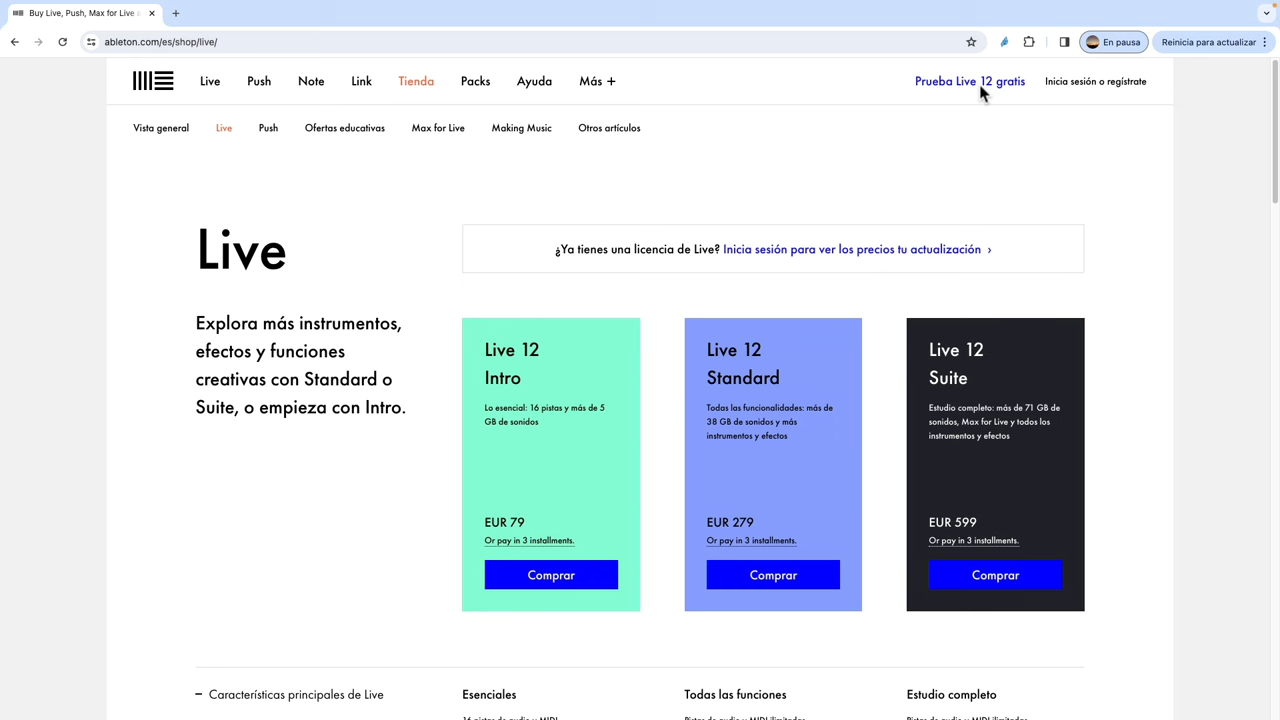 Buy Live, Push, Max for Live a
ableton.com/es/shop/live/
En pausa
Reinicia para actualizar
Live
Push
Note
Link
Tienda
Packs
Ayuda
Más +
Prueba Live 12 gratis
Inicia sesión o regístrate
Vista general
Live
Push
Ofertas educativas
Max for Live
Making Music
Otros artículos
Live
¿Ya tienes una licencia de Live? Inicia sesión para ver los precios tu actualización ›
Explora más instrumentos,
efectos y funciones
creativas con Standard o
Suite, o empieza con Intro.
Live 12
Intro
Lo esencial: 16 pistas y más de 5
GB de sonidos
EUR 79
Or pay in 3 installments.
Comprar
Live 12
Standard
Todas las funcionalidades: más de
38 GB de sonidos y más
instrumentos y efectos
EUR 279
Or pay in 3 installments.
Comprar
Live 12
Suite
Estudio completo: más de 71 GB de
sonidos, Max for Live y todos los
instrumentos y efectos
EUR 599
Or pay in 3 installments.
Comprar
Características principales de Live
Esenciales
Todas las funciones
Estudio completo